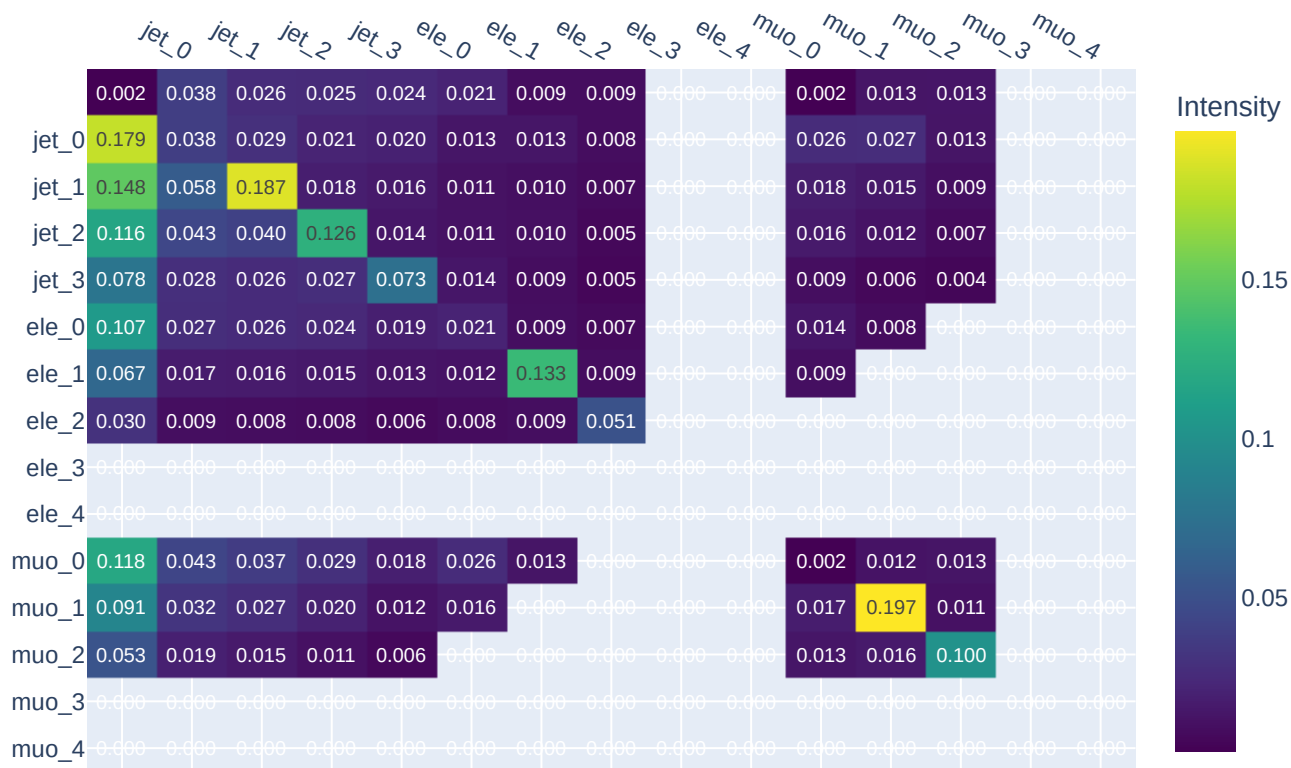 jet_0 jet_1 jet_2 jet_3 ele_0 ele_1 ele_2 ele_3 ele_4 muo_0 muo_1 muo_2 muo_3 muo_4
0.002 0.038 0.026 0.025 0.024 0.021 0.009 0.009 0.000 0.000 0.002 0.013 0.013 0.000 0.000
Intensity
jet_0 0.179 0.038 0.029 0.021 0.020 0.013 0.013 0.008 0.000 0.000 0.026 0.027 0.013 0.000 0.000
jet_1 0.148 0.058 0.187 0.018 0.016 0.011 0.010 0.007 0.000 0.000 0.018 0.015 0.009 0.000 0.000
jet_2 0.116 0.043 0.040 0.126 0.014 0.011 0.010 0.005 0.000 0.000 0.016 0.012 0.007 0.000 0.000
jet_3 0.078 0.028 0.026 0.027 0.073 0.014 0.009 0.005 0.000 0.000 0.009 0.006 0.004 0.000 0.000
0.15
ele_0 0.107 0.027 0.026 0.024 0.019 0.021 0.009 0.007 0.000 0.000 0.014 0.008 0.000 0.000 0.000
ele_1 0.067 0.017 0.016 0.015 0.013 0.012 0.133 0.009 0.000 0.000 0.009 0.000 0.000 0.000 0.000
ele_2 0.030 0.009 0.008 0.008 0.006 0.008 0.009 0.051 0.000 0.000 0.000 0.000 0.000 0.000 0.000
0.1
ele_3 0.000 0.000 0.000 0.000 0.000 0.000 0.000 0.000 0.000 0.000 0.000 0.000 0.000 0.000 0.000
ele_4 0.000 0.000 0.000 0.000 0.000 0.000 0.000 0.000 0.000 0.000 0.000 0.000 0.000 0.000 0.000
muo_0 0.118 0.043 0.037 0.029 0.018 0.026 0.013 0.000 0.000 0.000 0.002 0.012 0.013 0.000 0.000
muo_1 0.091 0.032 0.027 0.020 0.012 0.016 0.000 0.000 0.000 0.000 0.017 0.197 0.011 0.000 0.000
0.05
muo_2 0.053 0.019 0.015 0.011 0.006 0.000 0.000 0.000 0.000 0.000 0.013 0.016 0.100 0.000 0.000
muo_3 0.000 0.000 0.000 0.000 0.000 0.000 0.000 0.000 0.000 0.000 0.000 0.000 0.000 0.000 0.000
muo_4 0.000 0.000 0.000 0.000 0.000 0.000 0.000 0.000 0.000 0.000 0.000 0.000 0.000 0.000 0.000